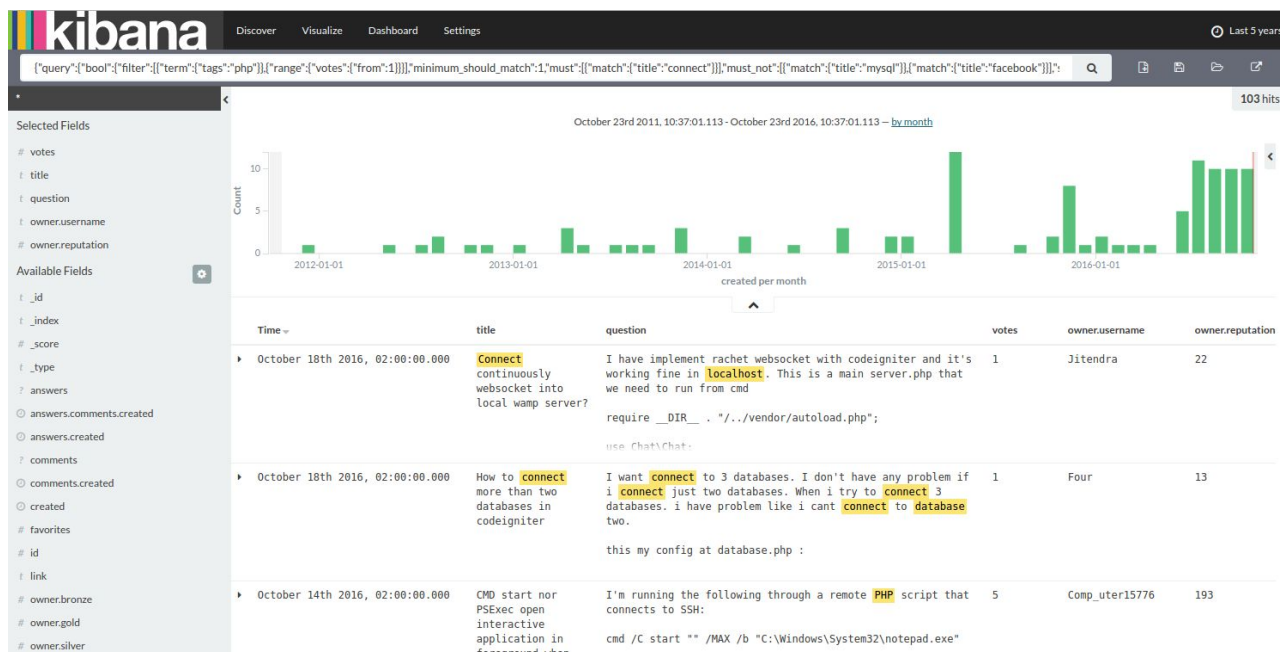 kibana
Discover Visualize Dashboard Settings
Last 5 years
{"query":{"bool":{"filter":[{"term":{"tags":"php"}},{"range":{"votes":{"from":1}}}],"minimum_should_match":1,"must":[{"match":{"title":"connect"}}],"must_not":[{"match":{"title":"mysql"}},{"match":{"title":"facebook"}}],"
*
103 hits
Selected Fields
# votes
t title
t question
t owner.username
# owner.reputation
Available Fields
t _id
t _index
# _score
t _type
? answers
answers.comments.created
answers.created
? comments
comments.created
created
# favorites
# id
t link
# owner.bronze
# owner.gold
# owner.silver
October 23rd 2011, 10:37:01.113 - October 23rd 2016, 10:37:01.113 — by month
Count
10
5
0
2012-01-01 2013-01-01 2014-01-01 2015-01-01 2016-01-01
created per month
Time title question votes owner.username owner.reputation
October 18th 2016, 02:00:00.000
Connect
continuously
websocket into
local wamp server?
I have implement rachet websocket with codeigniter and it's
working fine in localhost. This is a main server.php that
we need to run from cmd
require __DIR__ . "/../vendor/autoload.php";
use Chat\Chat;
1
Jitendra
22
October 18th 2016, 02:00:00.000
How to connect
more than two
databases in
codeigniter
I want connect to 3 databases. I don't have any problem if
i connect just two databases. When i try to connect 3
databases. i have problem like i cant connect to database
two.
this my config at database.php :
1
Four
13
October 14th 2016, 02:00:00.000
CMD start nor
PSExec open
interactive
application in
foreground when
I'm running the following through a remote PHP script that
connects to SSH:
cmd /C start "" /MAX /b "C:\Windows\System32\notepad.exe"
5
Comp_uter15776
193